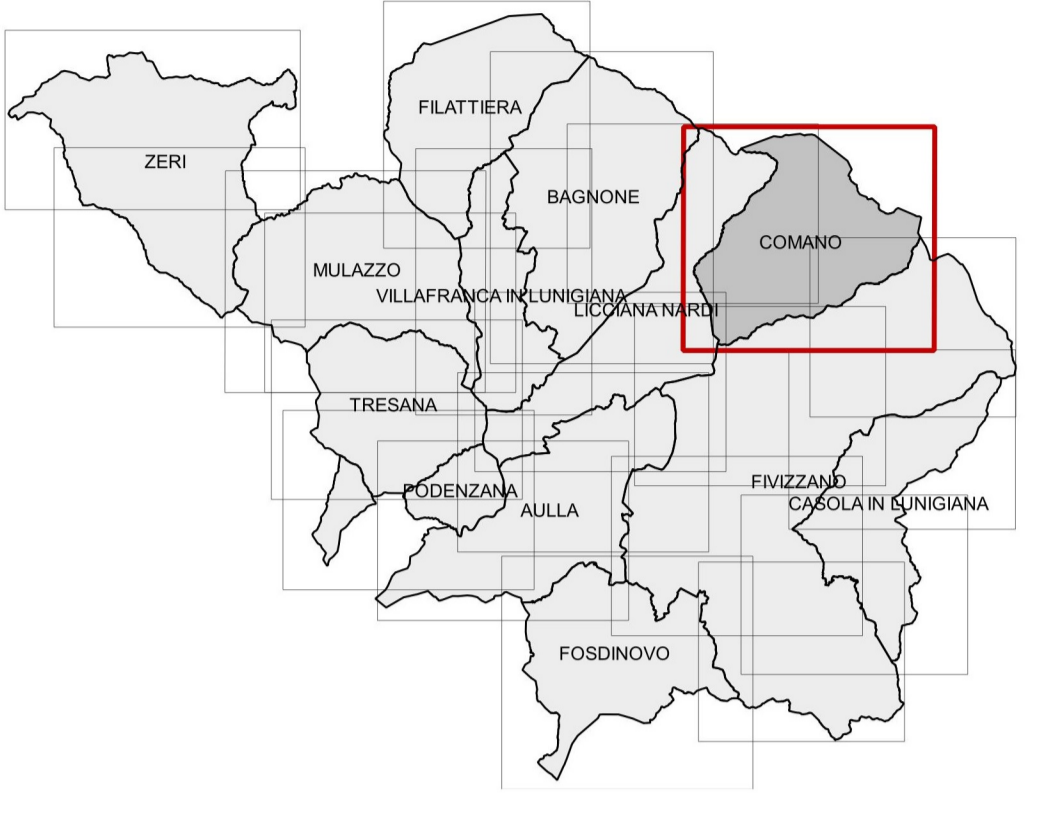 FILATTIERA
ZERI
BAGNONE
COMANO
MULAZZO
VILLAFRANCA IN LUNIGIANA
LICCIANA NARDI
TRESANA
FIVIZZANO
PODENZANA
CASOLA IN LUNIGIANA
AULLA
FOSDINOVO